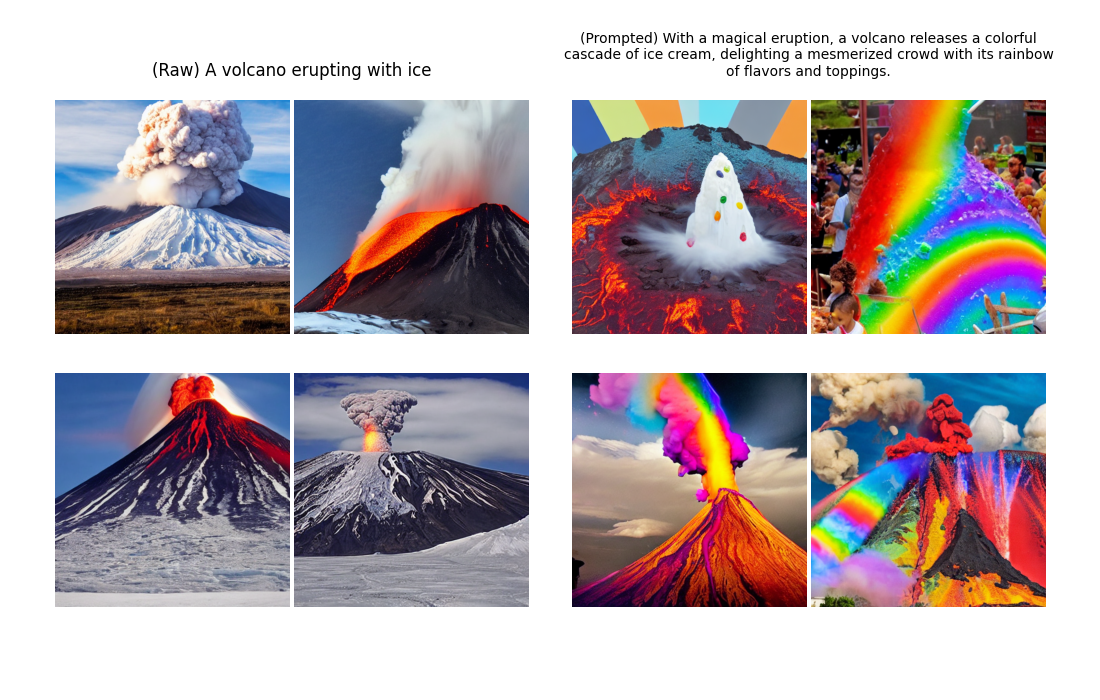 (Raw) A volcano erupting with ice
(Prompted) With a magical eruption, a volcano releases a colorful
cascade of ice cream, delighting a mesmerized crowd with its rainbow
of flavors and toppings.